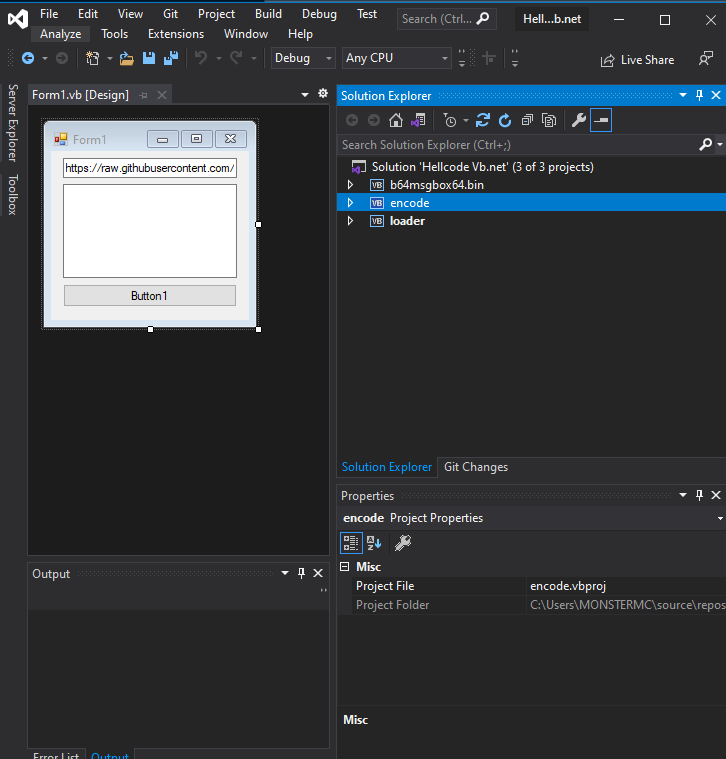 File Edit View Git Project Build Debug Test Search (Ctrl... Hell...b.net
Analyze Tools Extensions Window Help
Debug Any CPU Live Share
Server Explorer
Toolbox
Form1.vb [Design]
Form1
https://raw.githubusercontent.com/
Button1
Solution Explorer
Search Solution Explorer (Ctrl+;)
Solution 'Hellcode Vb.net' (3 of 3 projects)
VB b64msgbox64.bin
VB encode
VB loader
Solution Explorer Git Changes
Properties
encode Project Properties
Misc
Project File encode.vbproj
Project Folder C:\Users\MONSTERMC\source\repos
Misc
Output
Error List Output